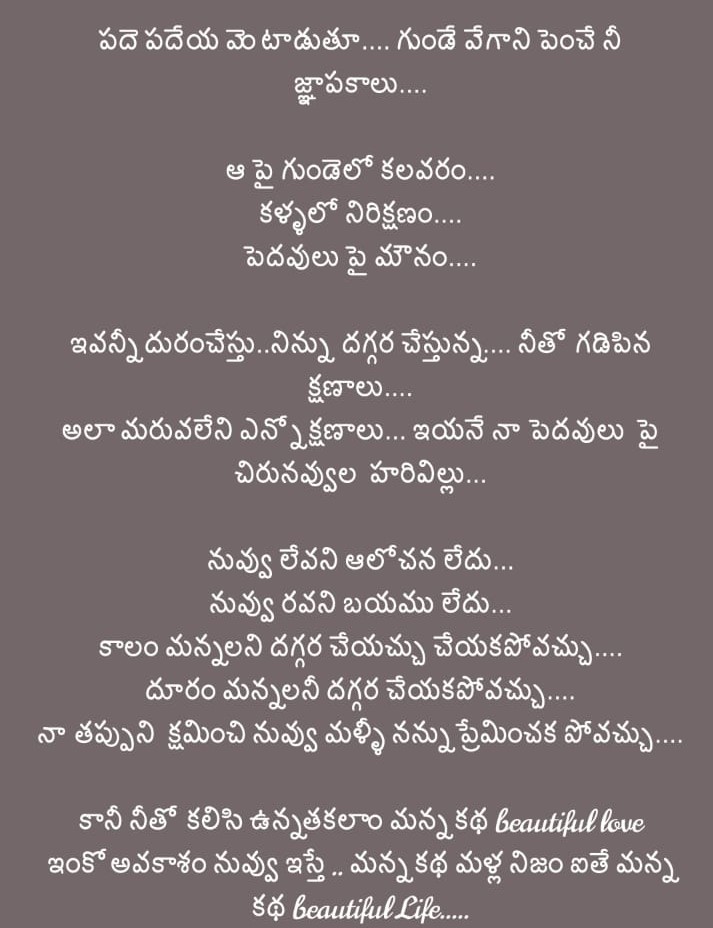 పదె పదేయ వెం టాడుతూ.... గుండే వేగాని పెంచే నీ
జ్ఞాపకాలు....
ఆ పై గుండెలో కలవరం....
కళ్ళలో నిరిక్షణం....
పెదవులు పై మౌనం....
ఇవన్నీ దురంచేస్తు..నిన్ను దగ్గర చేస్తున్న.... నీతో గడిపిన
క్షణాలు....
అలా మరువలేని ఎన్నో క్షణాలు... ఇయనే నా పెదవులు పై
చిరునవ్వుల హరివిల్లు...
నువ్వు లేవని ఆలోచన లేదు...
నువ్వు రవని బయము లేదు...
కాలం మన్నలని దగ్గర చేయచ్చు చేయకపోవచ్చు....
దూరం మన్నలనీ దగ్గర చేయకపోవచ్చు....
నా తప్పుని క్షమించి నువ్వు మళ్ళీ నన్ను ప్రేమించక పోవచ్చు....
కానీ నీతో కలిసి ఉన్నతకలాం మన్న కథ beautiful love
ఇంకో అవకాశం నువ్వు ఇస్తే .. మన్న కథ మళ్ల నిజం ఐతే మన్న
కథ beautiful Life.....